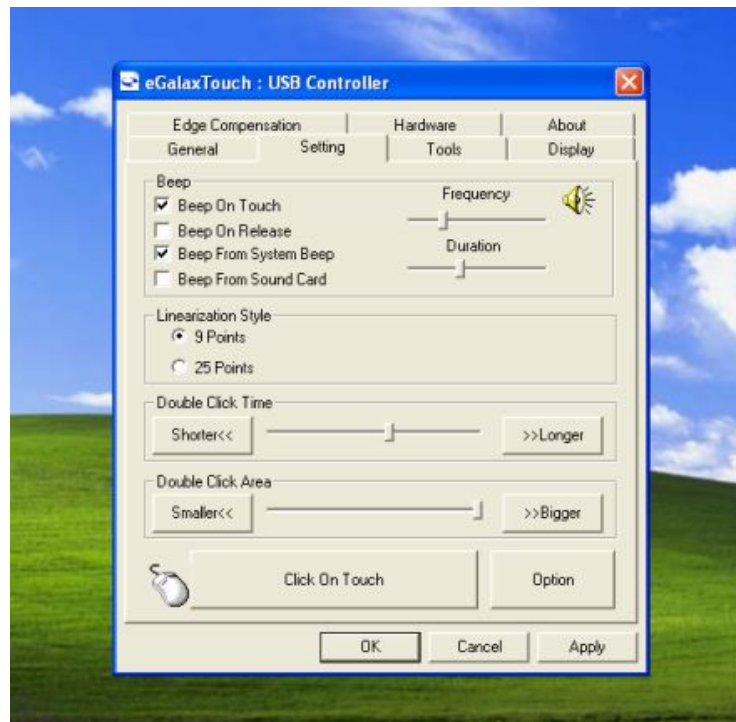 eGalaxTouch : USB Controller
Edge Compensation Hardware About
General Setting Tools Display
Beep
Beep On Touch
Beep On Release
Beep From System Beep
Beep From Sound Card
Frequency
Duration
Linearization Style
9 Points
25 Points
Double Click Time
Shorter<< >>Longer
Double Click Area
Smaller<< >>Bigger
Click On Touch Option
OK Cancel Apply